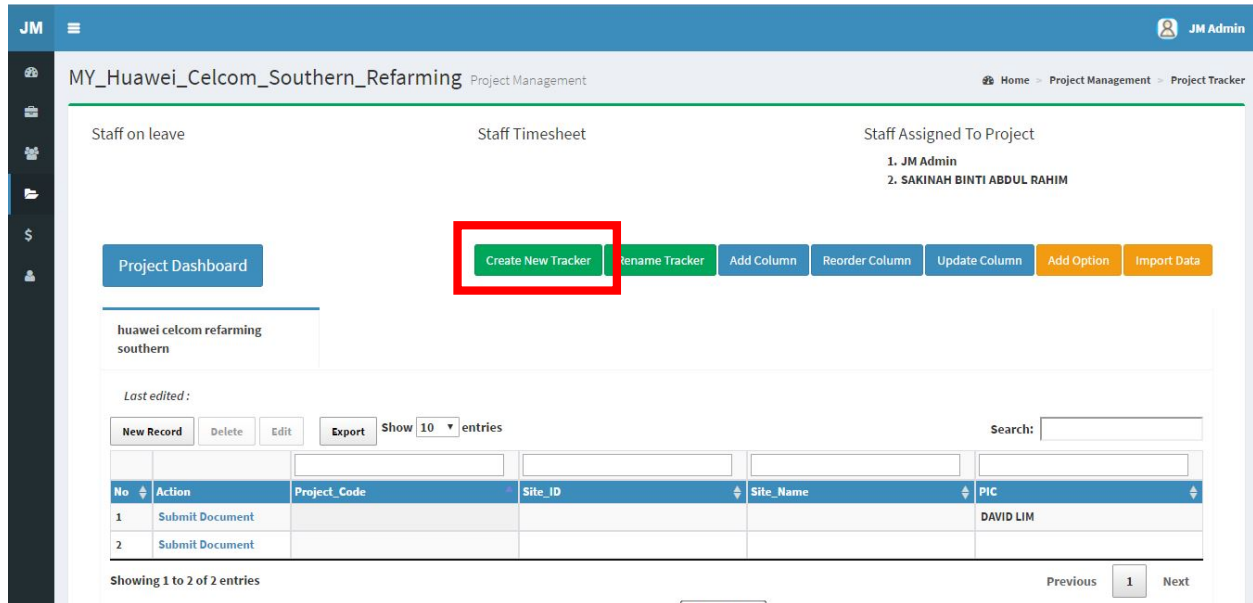 JM
JM Admin
MY_Huawei_Celcom_Southern_Refarming Project Management
Home > Project Management > Project Tracker
Staff on leave
Staff Timesheet
Staff Assigned To Project
1. JM Admin
2. SAKINAH BINTI ABDUL RAHIM
Project Dashboard
Create New Tracker
Rename Tracker
Add Column
Reorder Column
Update Column
Add Option
Import Data
huawei celcom refarming
southern
Last edited :
New Record Delete Edit Export Show 10 entries
Search:
No Action Project_Code Site_ID Site_Name PIC
1 Submit Document DAVID LIM
2 Submit Document
Showing 1 to 2 of 2 entries
Previous 1 Next